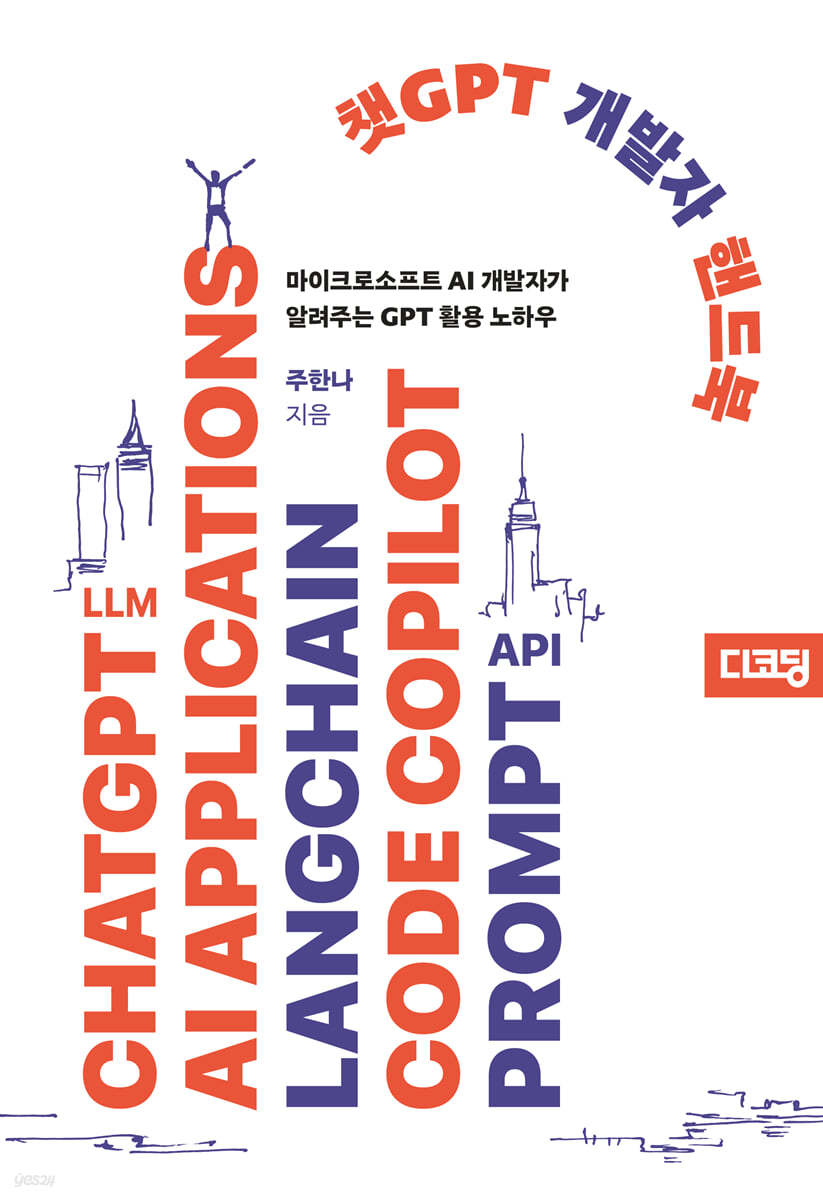 챗GPT 개발자 핸드북
마이크로소프트 AI 개발자가
알려주는 GPT 활용 노하우
주한나
지음
CHATGPT LLM
AI APPLICATIONS
LANGCHAIN
CODE COPILOT
PROMPT API
디코딩
yes24